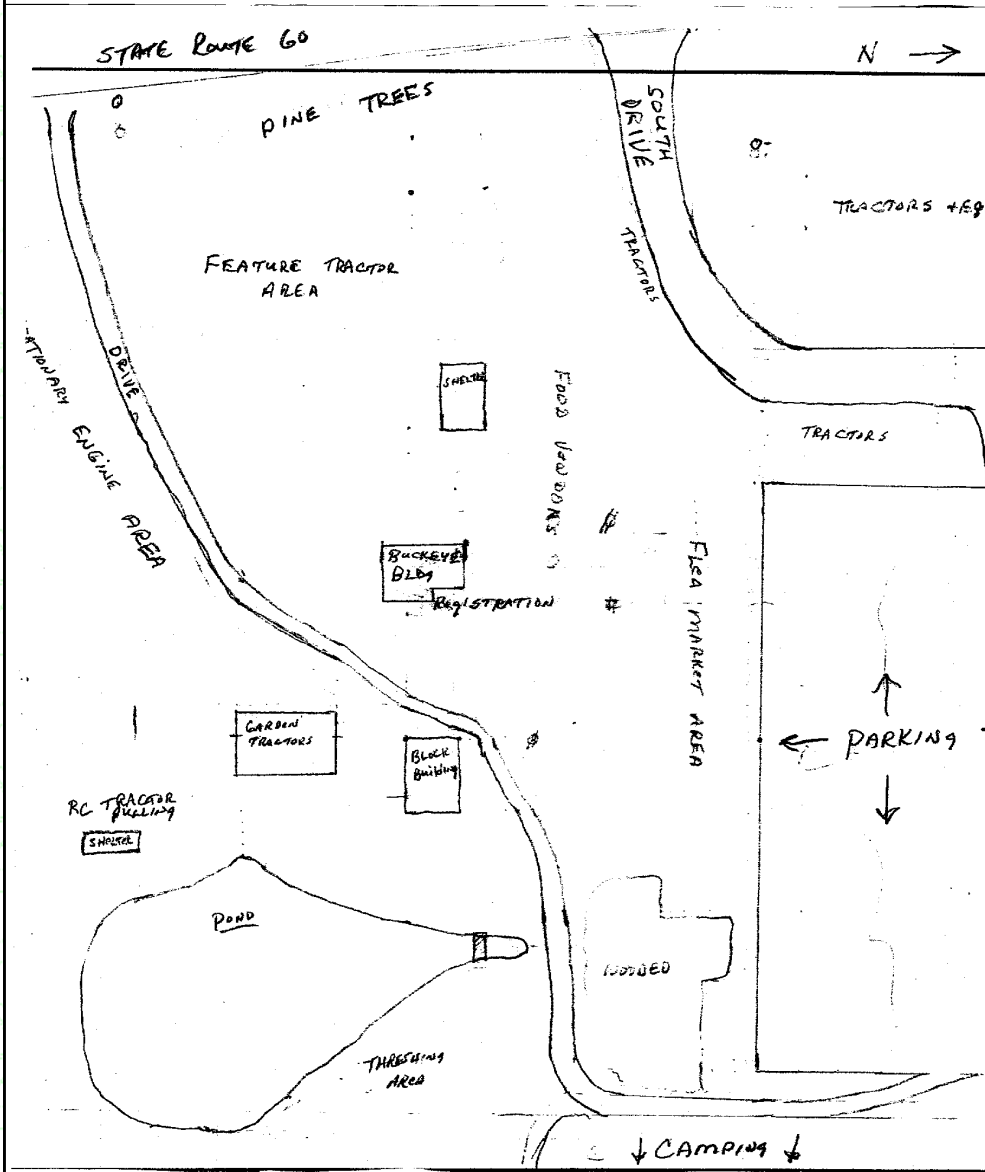 STATE ROUTE 60
N
PINE TREES
SOUTH
DRIVE
TRACTORS + EQ
TRACTORS
FEATURE TRACTOR
AREA
DRIVE
ATIONARY ENGINE AREA
SHELTER
FOOD VENDORS
TRACTORS
BUCKEYE
BLDG
REgISTRATION
FLEA MARKET AREA
GARDEN
TRACTORS
BLOCK
Building
PARKING
RC TRACTOR
PULLING
SHELTER
POND
WOODED
THRESHING
AREA
CAMPING